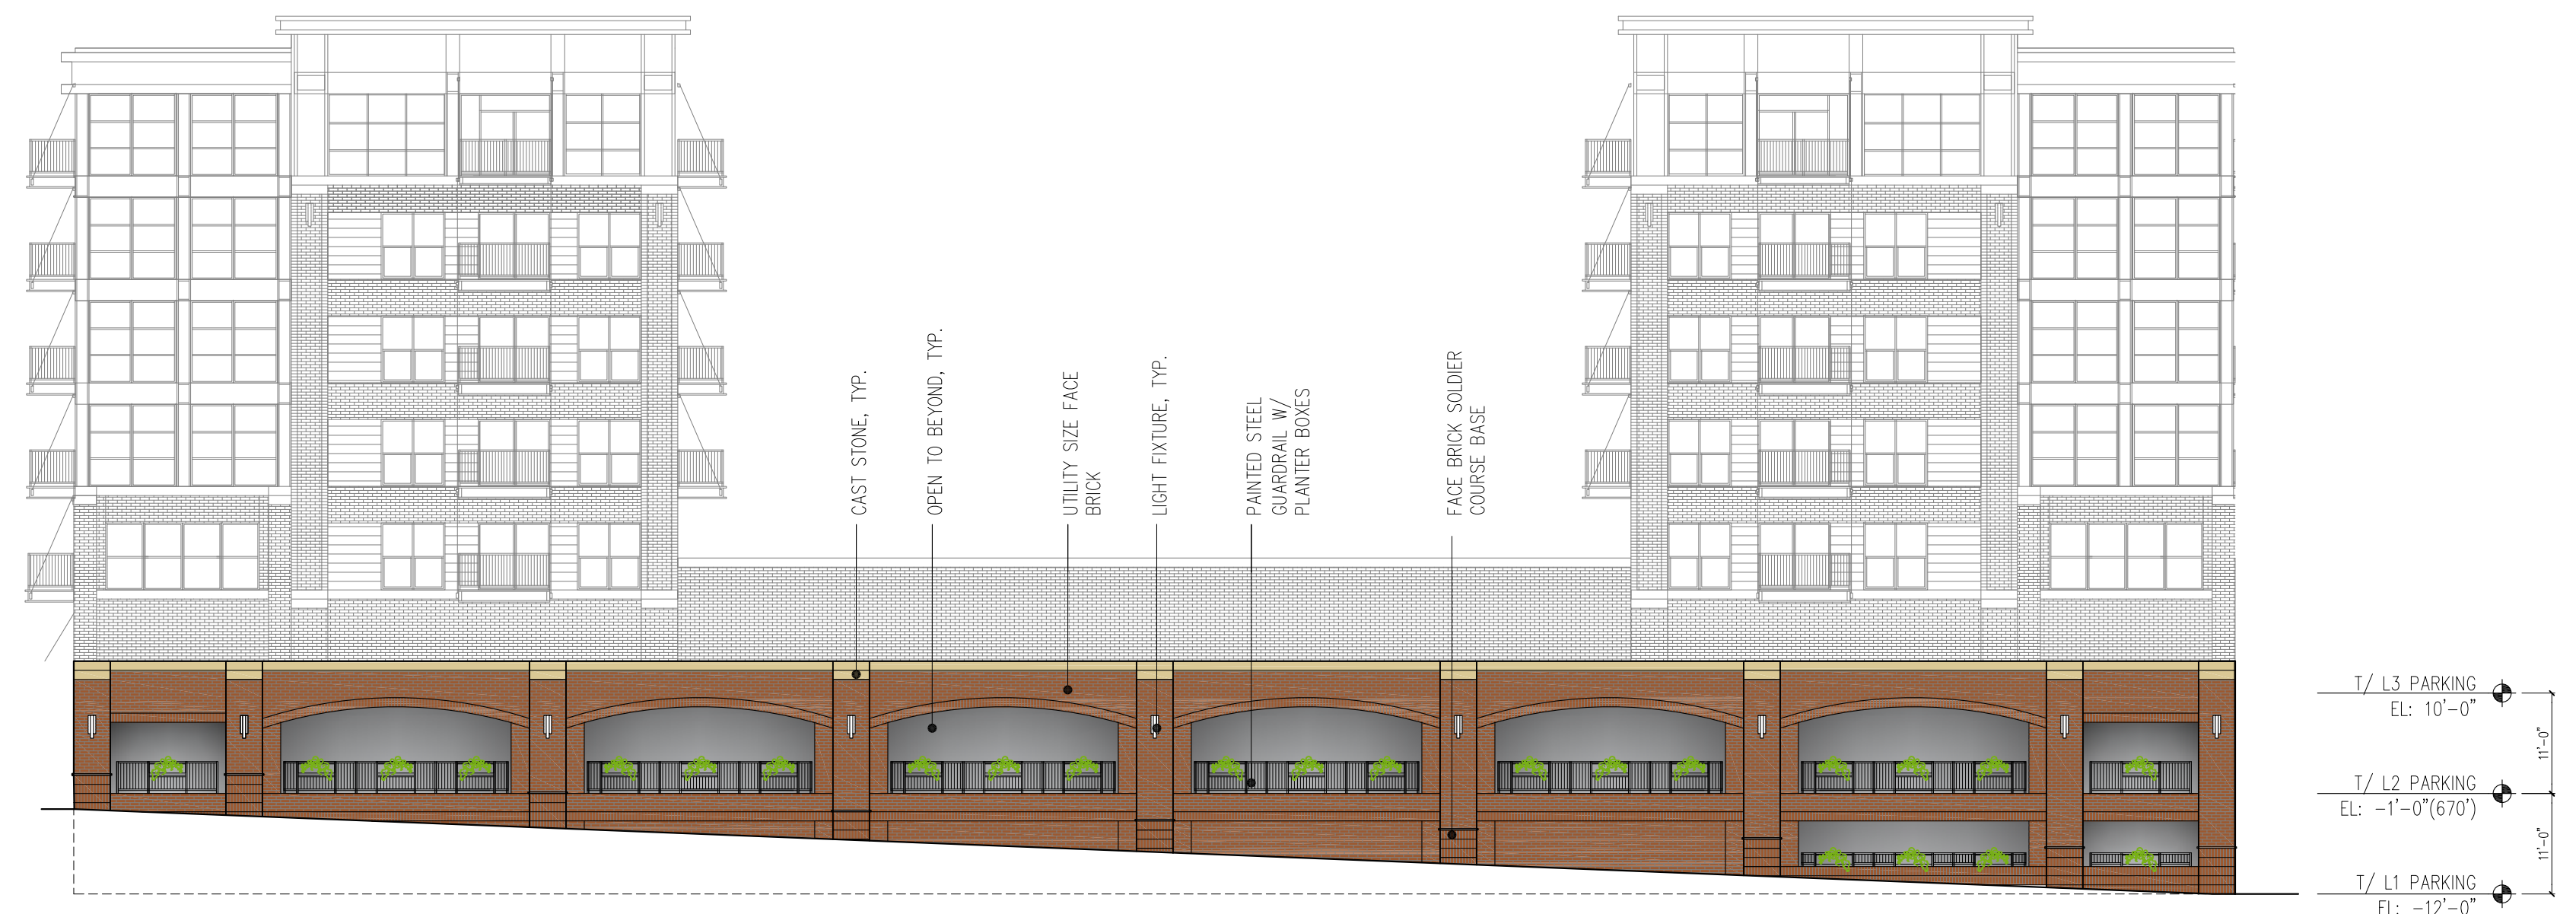 CAST STONE, TYP.
OPEN TO BEYOND, TYP.
UTILITY SIZE FACE
BRICK
LIGHT FIXTURE, TYP.
PAINTED STEEL
GUARDRAIL W/
PLANTER BOXES
FACE BRICK SOLDIER
COURSE BASE
T/ L3 PARKING
EL: 10'-0"
11'-0"
T/ L2 PARKING
EL: -1'-0"(670')
11'-0"
T/ L1 PARKING
EL: -12'-0"